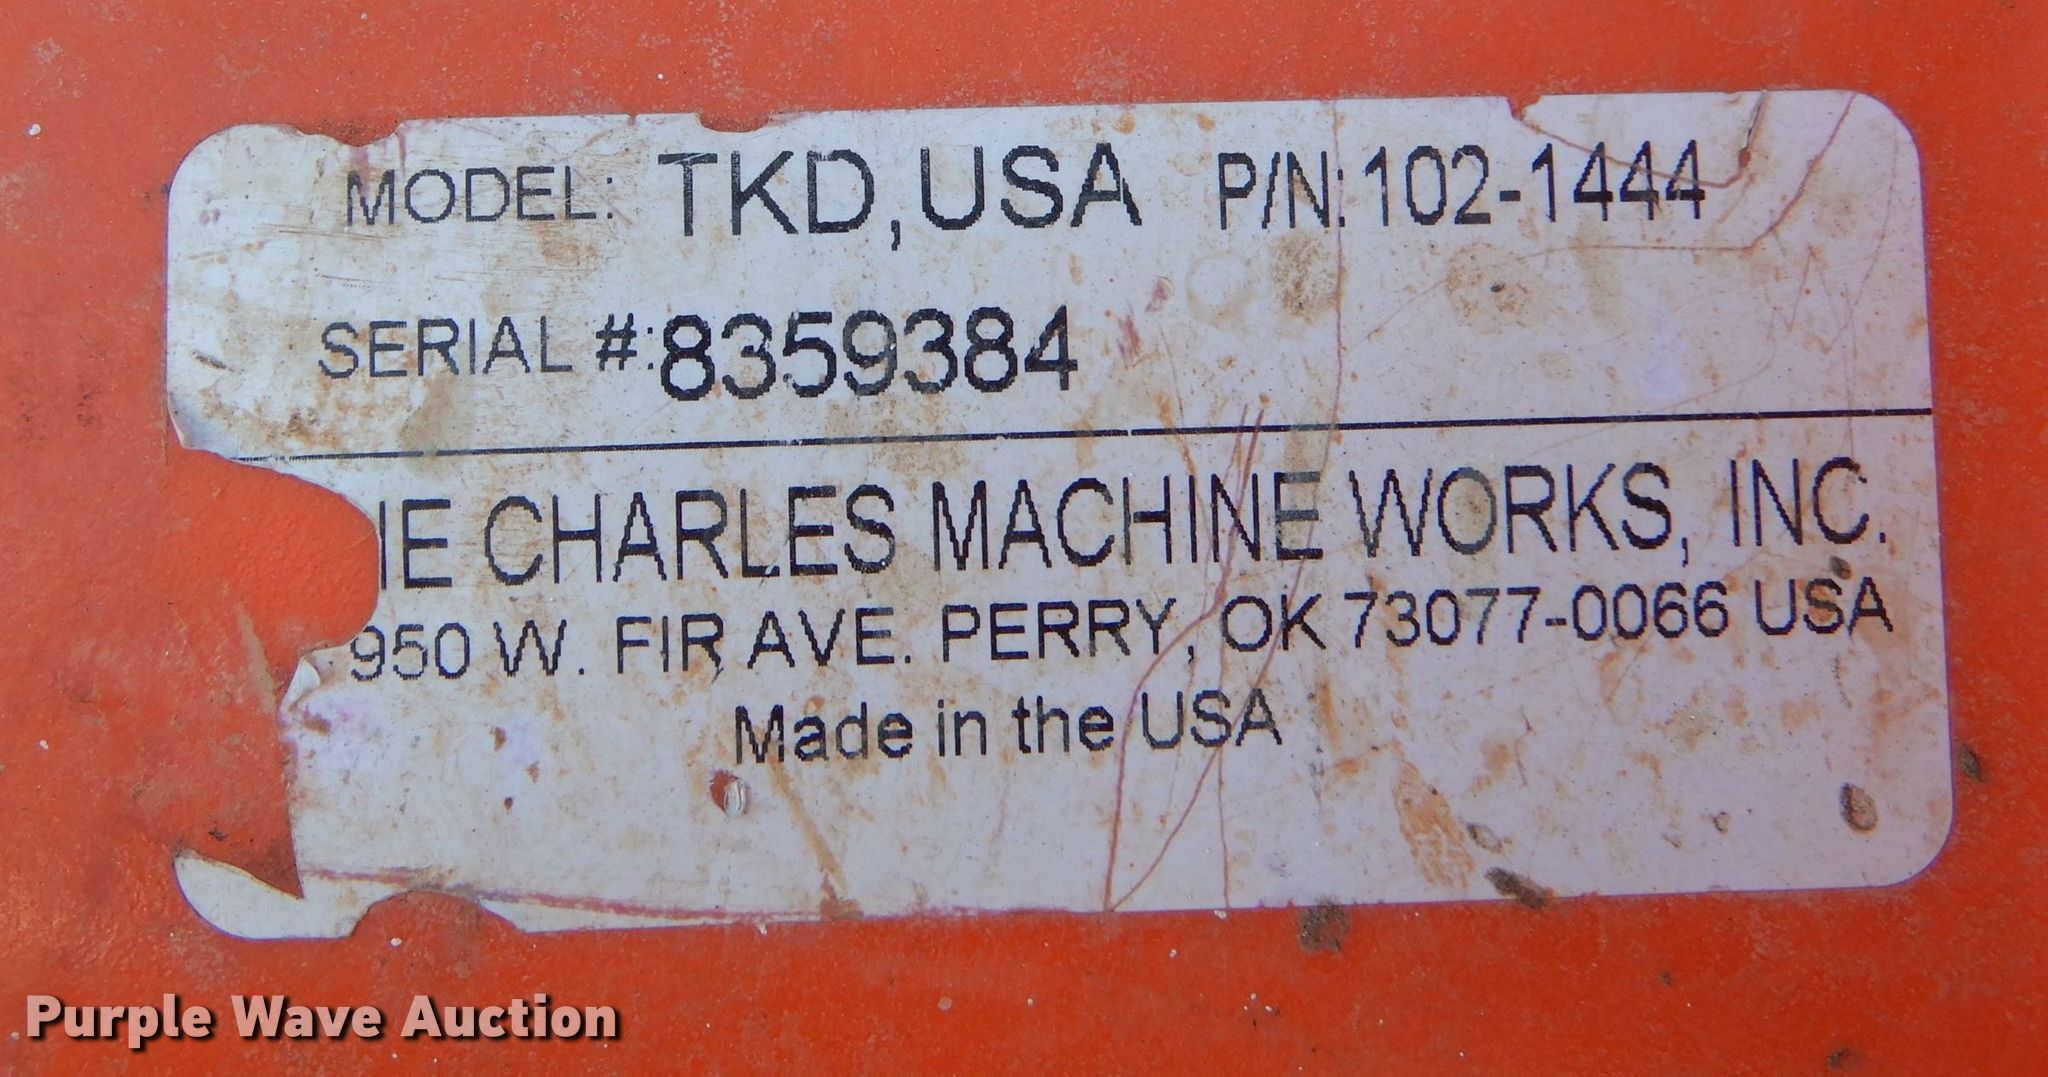 MODEL: TKD, USA P/N: 102-1444
SERIAL #: 8359384
CHARLES MACHINE WORKS, INC.
950 W. FIR AVE. PERRY, OK 73077-0066 USA
Made in the USA
Purple Wave Auction